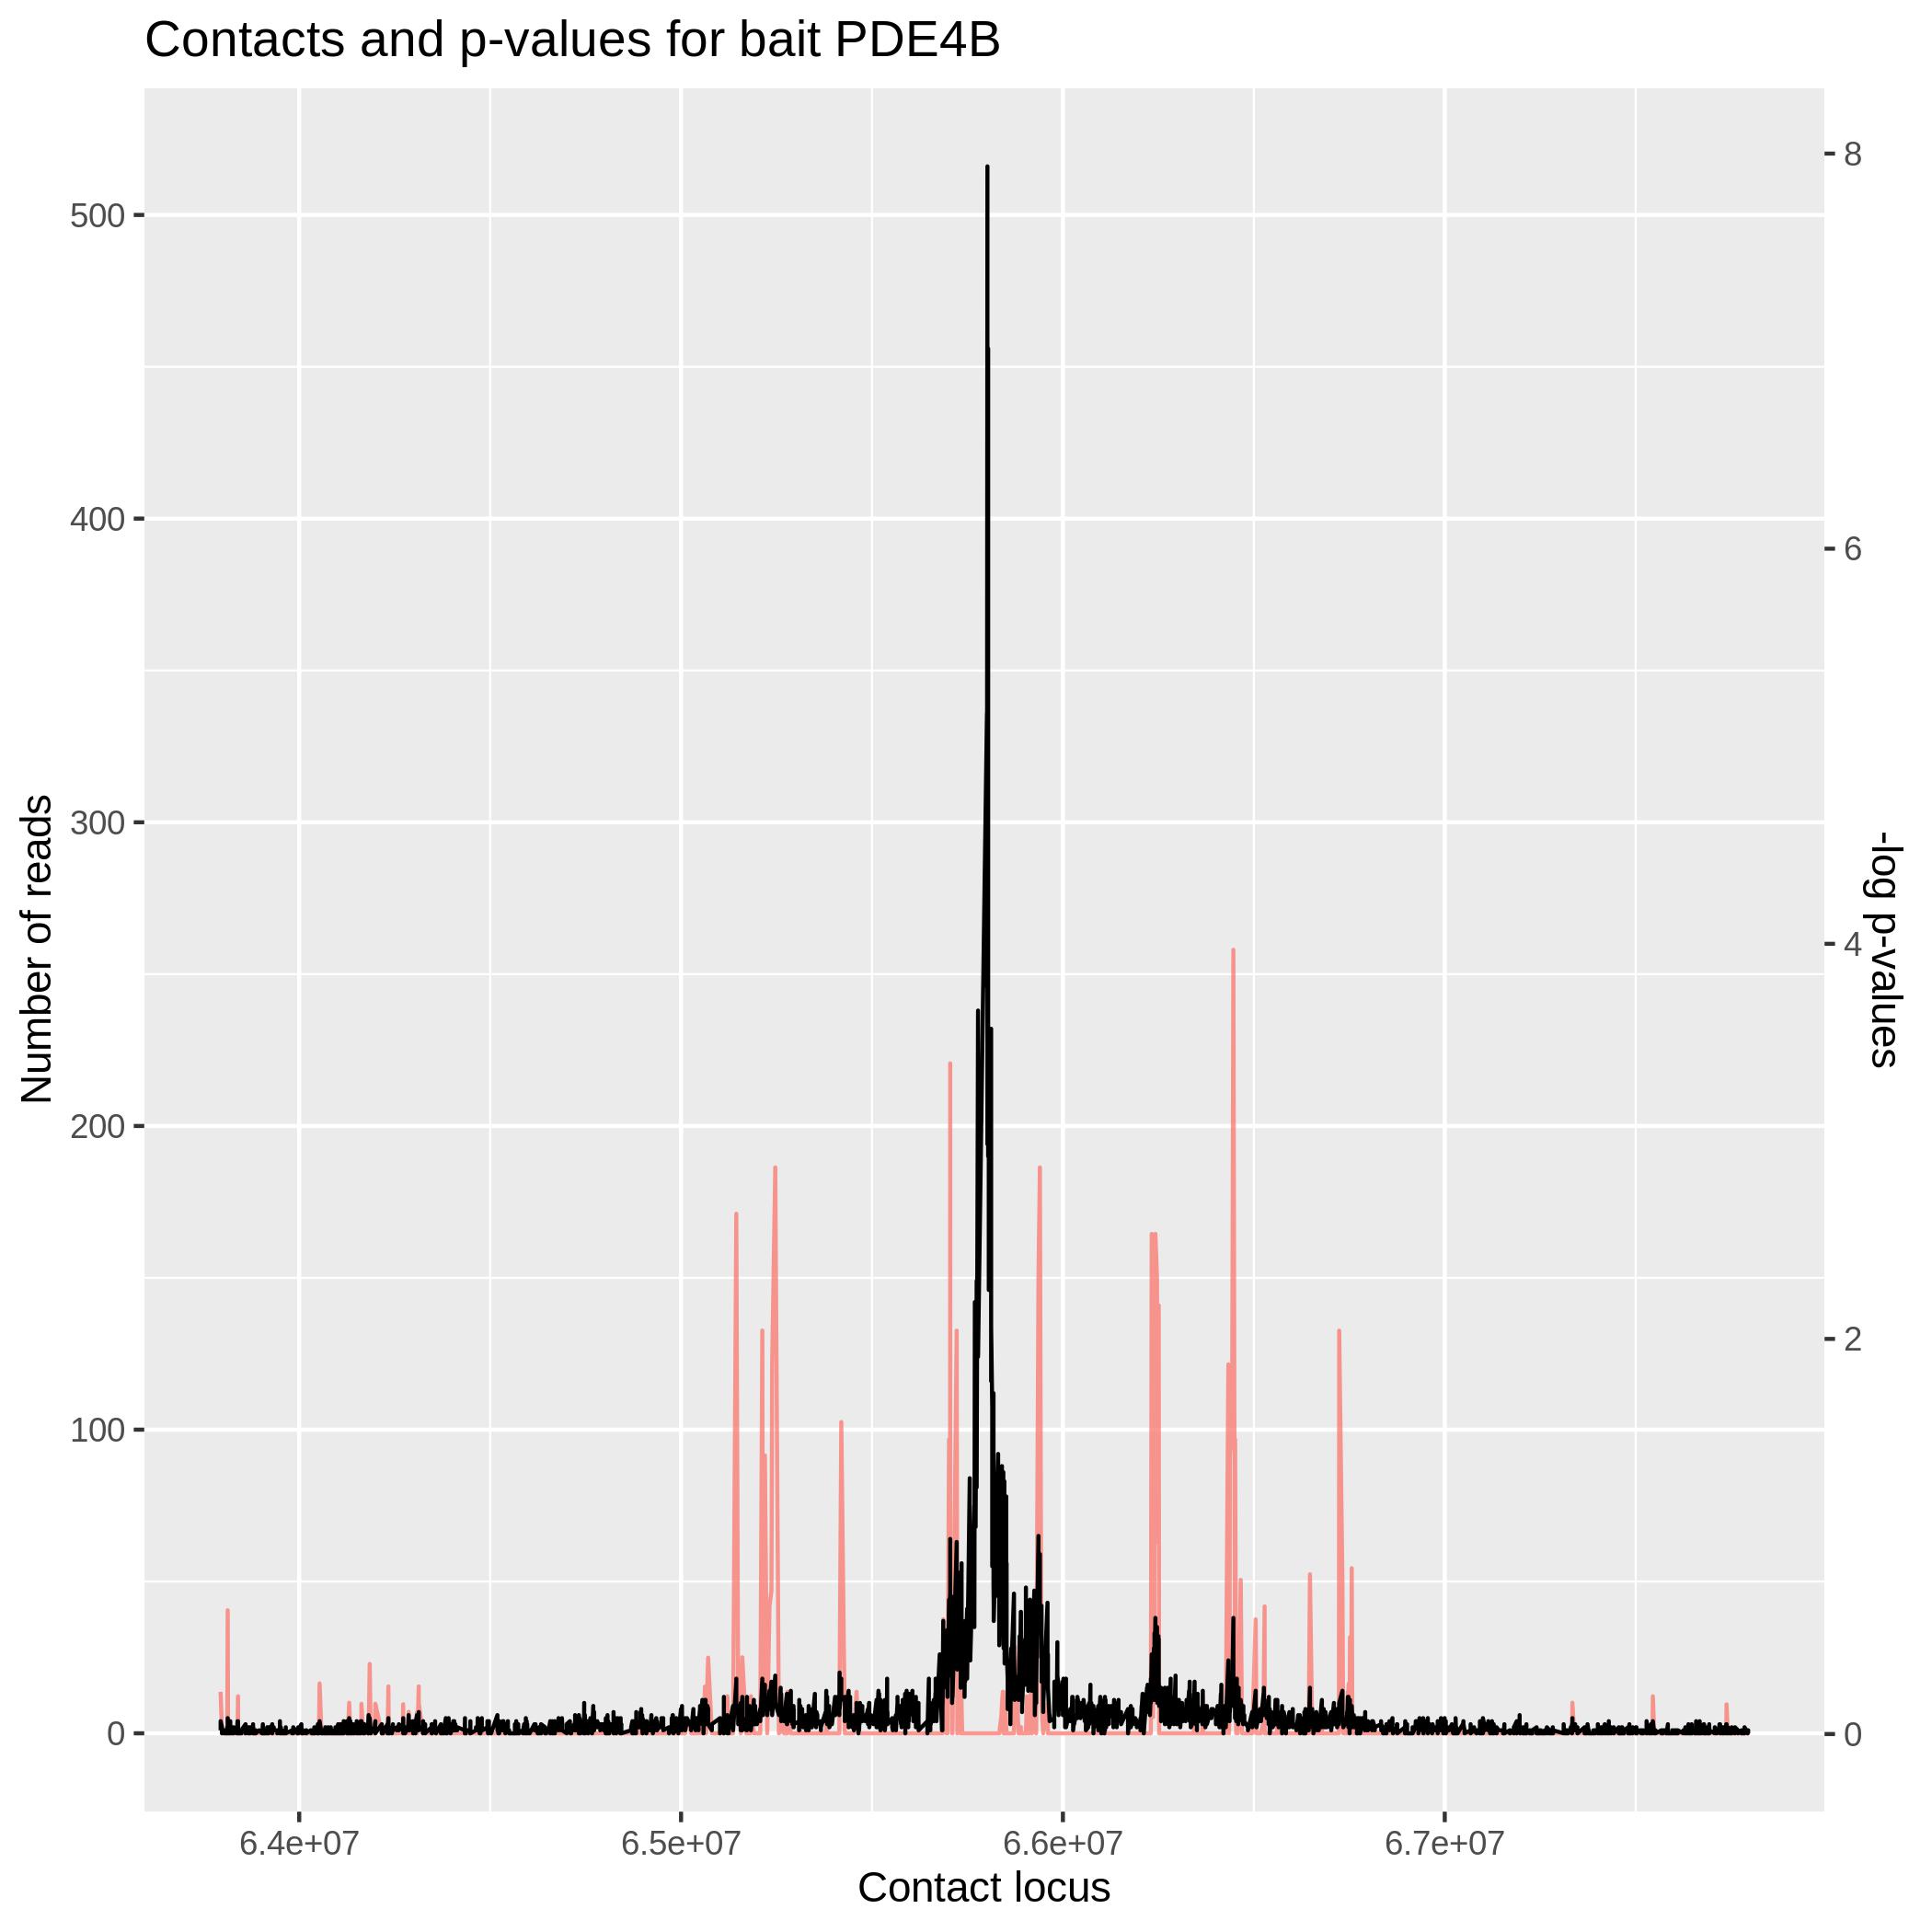 Contacts and p-values for bait PDE4B
500
400
300
200
100
0
Number of reads
8
6
4
2
0
-log p-values
6.4e+07
6.5e+07
6.6e+07
6.7e+07
Contact locus